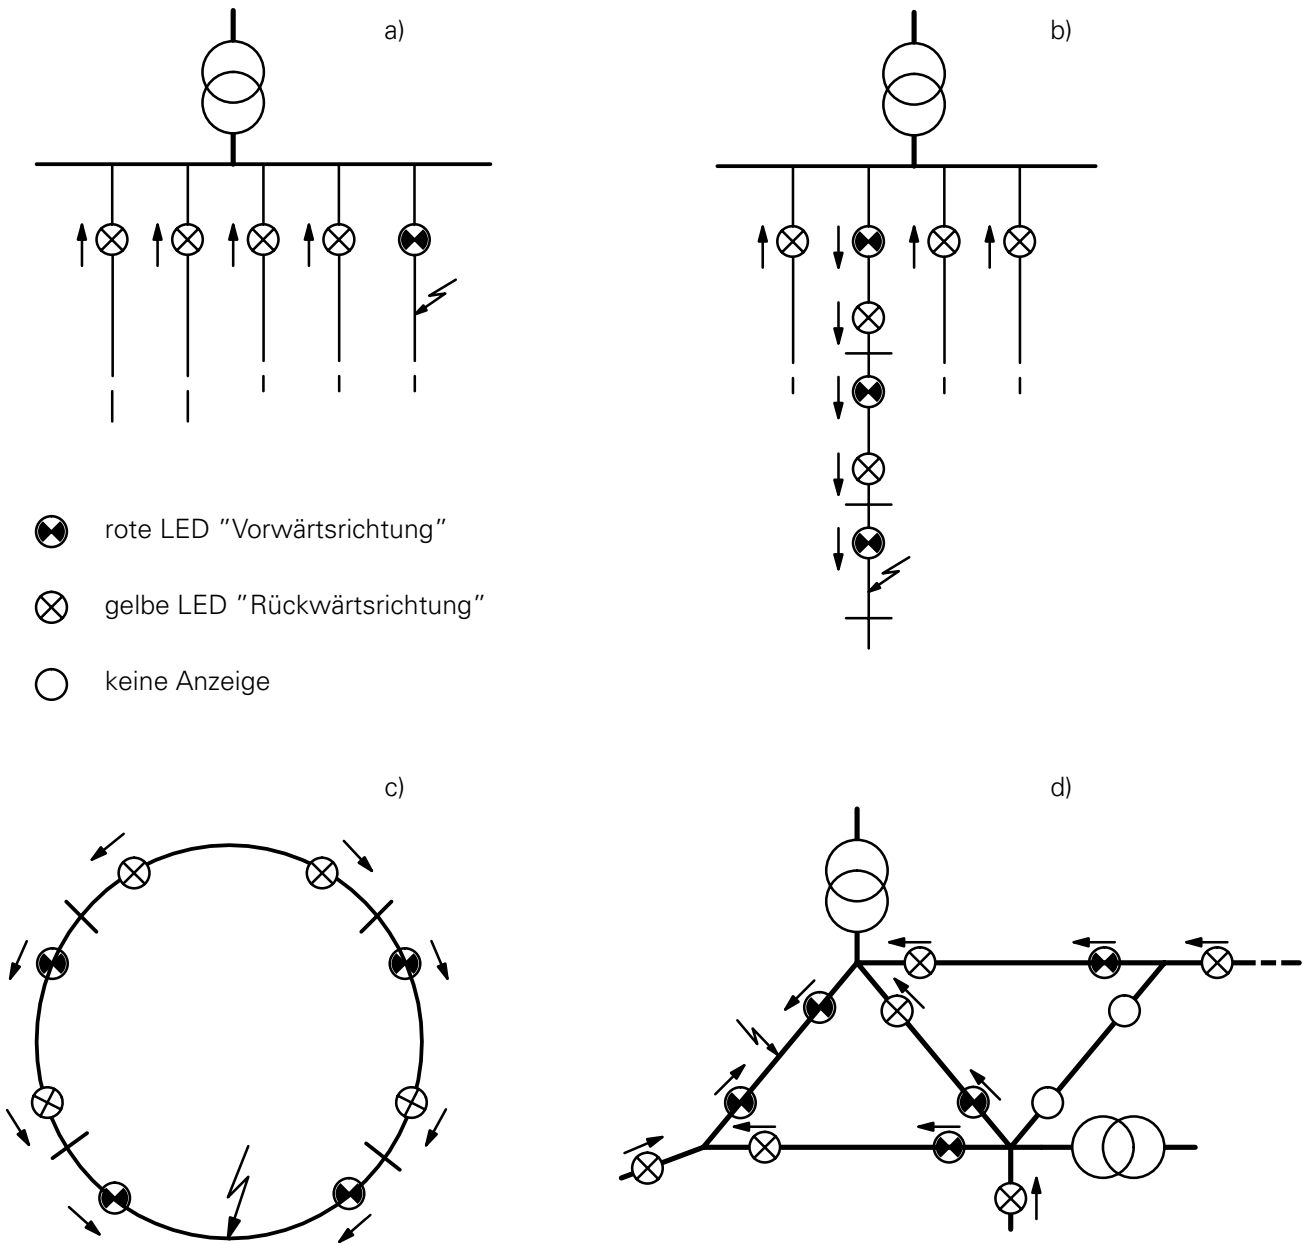 a)
b)
rote LED "Vorwärtsrichtung"
gelbe LED "Rückwärtsrichtung"
keine Anzeige
c)
d)